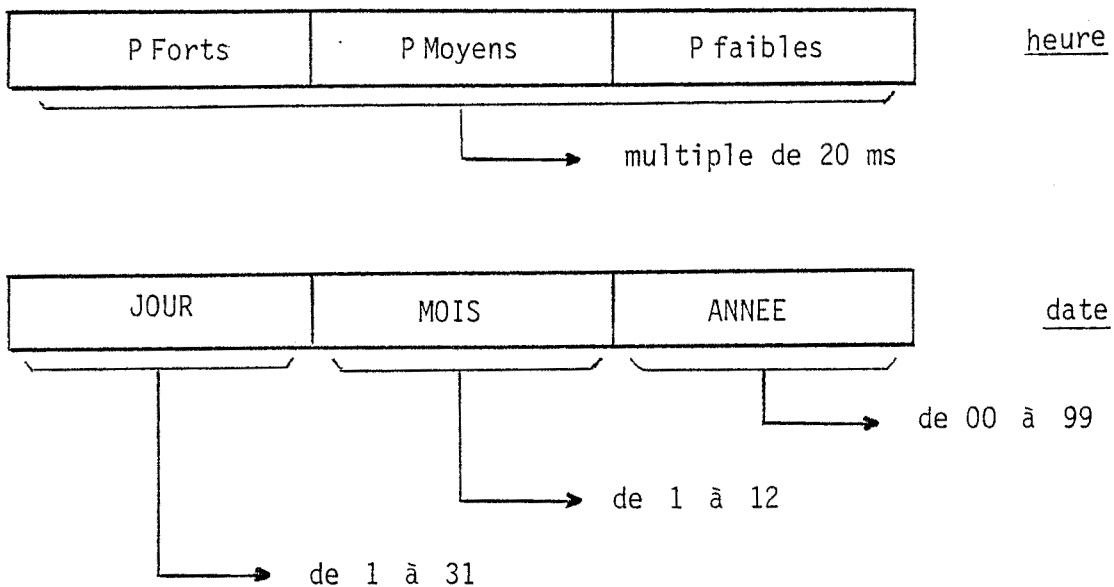 P Forts P Moyens P faibles heure
multiple de 20 ms
JOUR MOIS ANNEE date
de 00 à 99
de 1 à 12
de 1 à 31